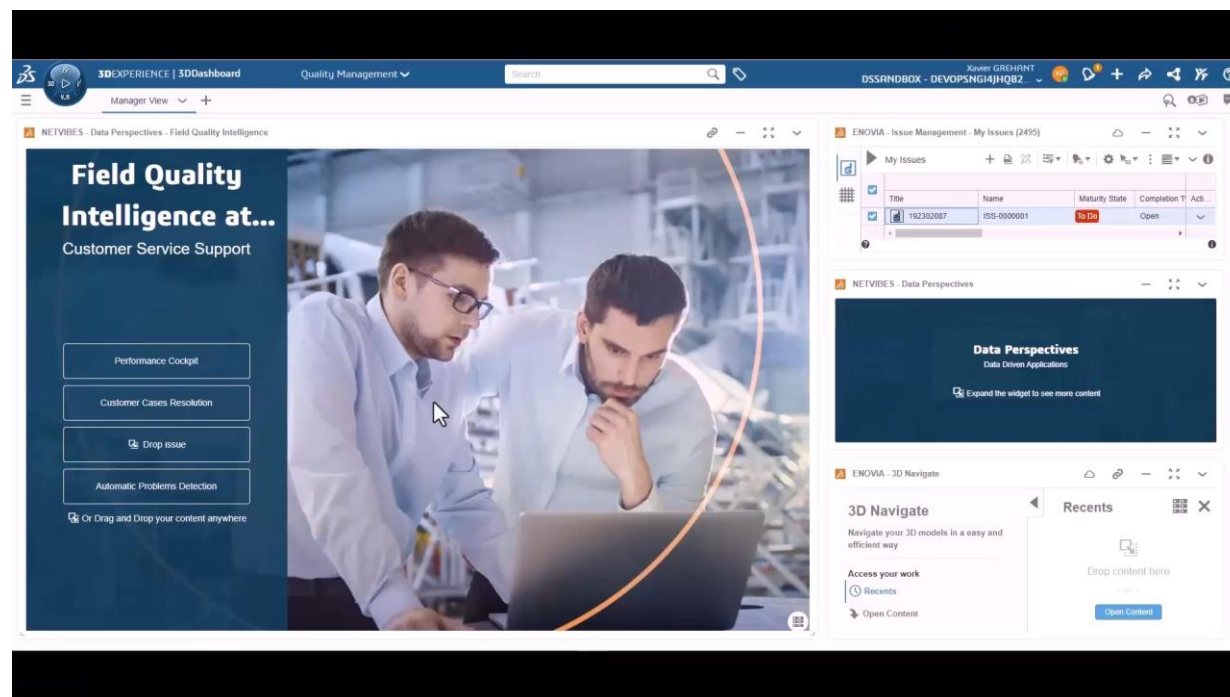 3DEXPERIENCE | 3DDashboard
Quality Management
Search
Xavier GREHANT
DSSANDBOX - DEVOPSNGI4JHQB2...
3D
V.R
Manager View
NETVIBES - Data Perspectives - Field Quality Intelligence
Field Quality
Intelligence at...
Customer Service Support
Performance Cockpit
Customer Cases Resolution
Drop issue
Automatic Problems Detection
Or Drag and Drop your content anywhere
ENOVIA - Issue Management - My Issues (2495)
My Issues
Title Name Maturity State Completion T Acti...
192302087 ISS-0000001 To Do Open
NETVIBES - Data Perspectives
Data Perspectives
Data Driven Applications
Expand the widget to see more content
ENOVIA - 3D Navigate
3D Navigate
Navigate your 3D models in a easy and
efficient way
Access your work
Recents
Open Content
Recents
Drop content here
Open Content